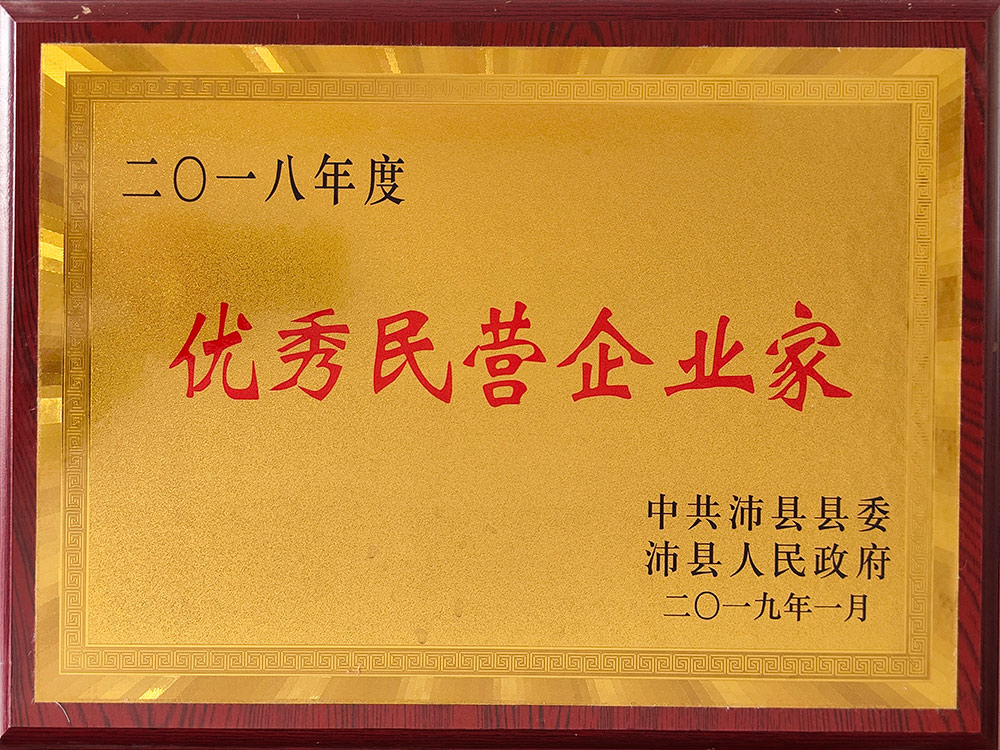 二〇一八年度
优秀民营企业家
中共沛县县委
沛县人民政府
二〇一九年一月